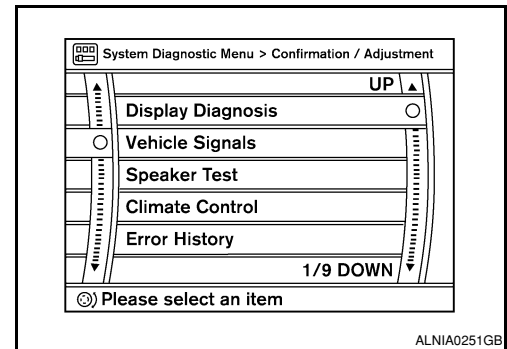 System Diagnostic Menu > Confirmation / Adjustment
UP
Display Diagnosis
Vehicle Signals
Speaker Test
Climate Control
Error History
1/9 DOWN
Please select an item
ALNIA0251GB